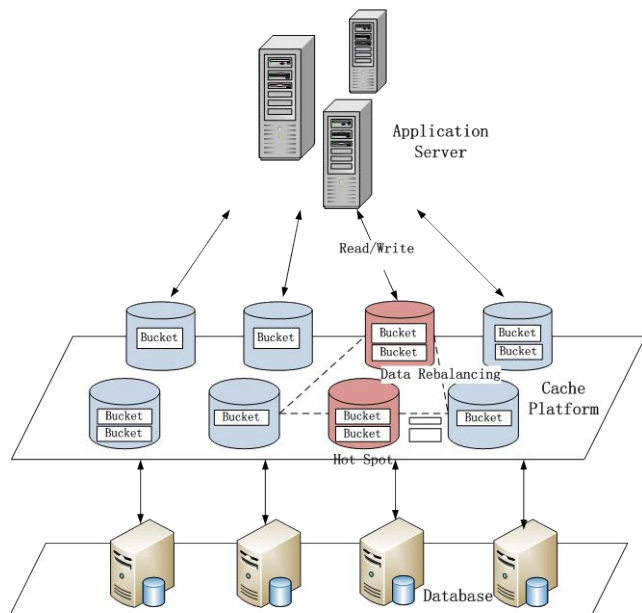 Application
Server
Read/Write
Bucket
Bucket
Bucket
Bucket
Bucket
Bucket
Data Rebalancing
Cache
Platform
Bucket
Bucket
Bucket
Bucket
Bucket
Bucket
Hot Spot
Database